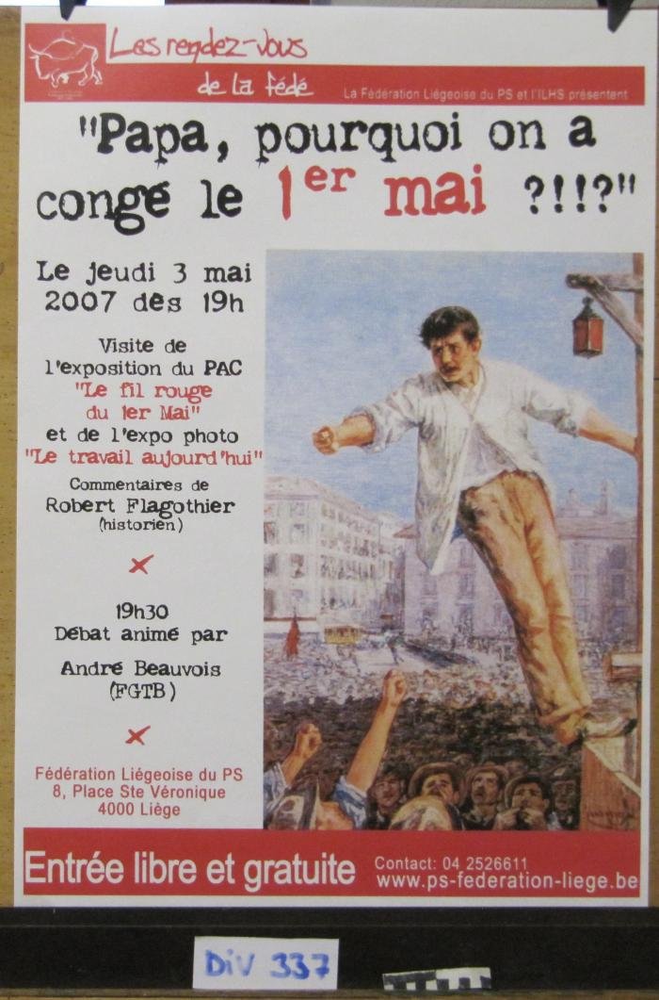 Les rendez-vous
de la fédé
La Fédération Liégeoise du PS et l'ILHS présentent
"Papa, pourquoi on a
congé le 1er mai ?!!?"
Le jeudi 3 mai
2007 dès 19h
Visite de
l'exposition du PAC
"Le fil rouge
du 1er Mai"
et de l'expo photo
"Le travail aujourd'hui"
Commentaires de
Robert Flagothier
(historien)
19h30
Débat animé par
André Beauvois
(FGTB)
Fédération Liégeoise du PS
8, Place Ste Véronique
4000 Liège
Entrée libre et gratuite
Contact: 04 2526611
www.ps-federation-liege.be
DiV 337